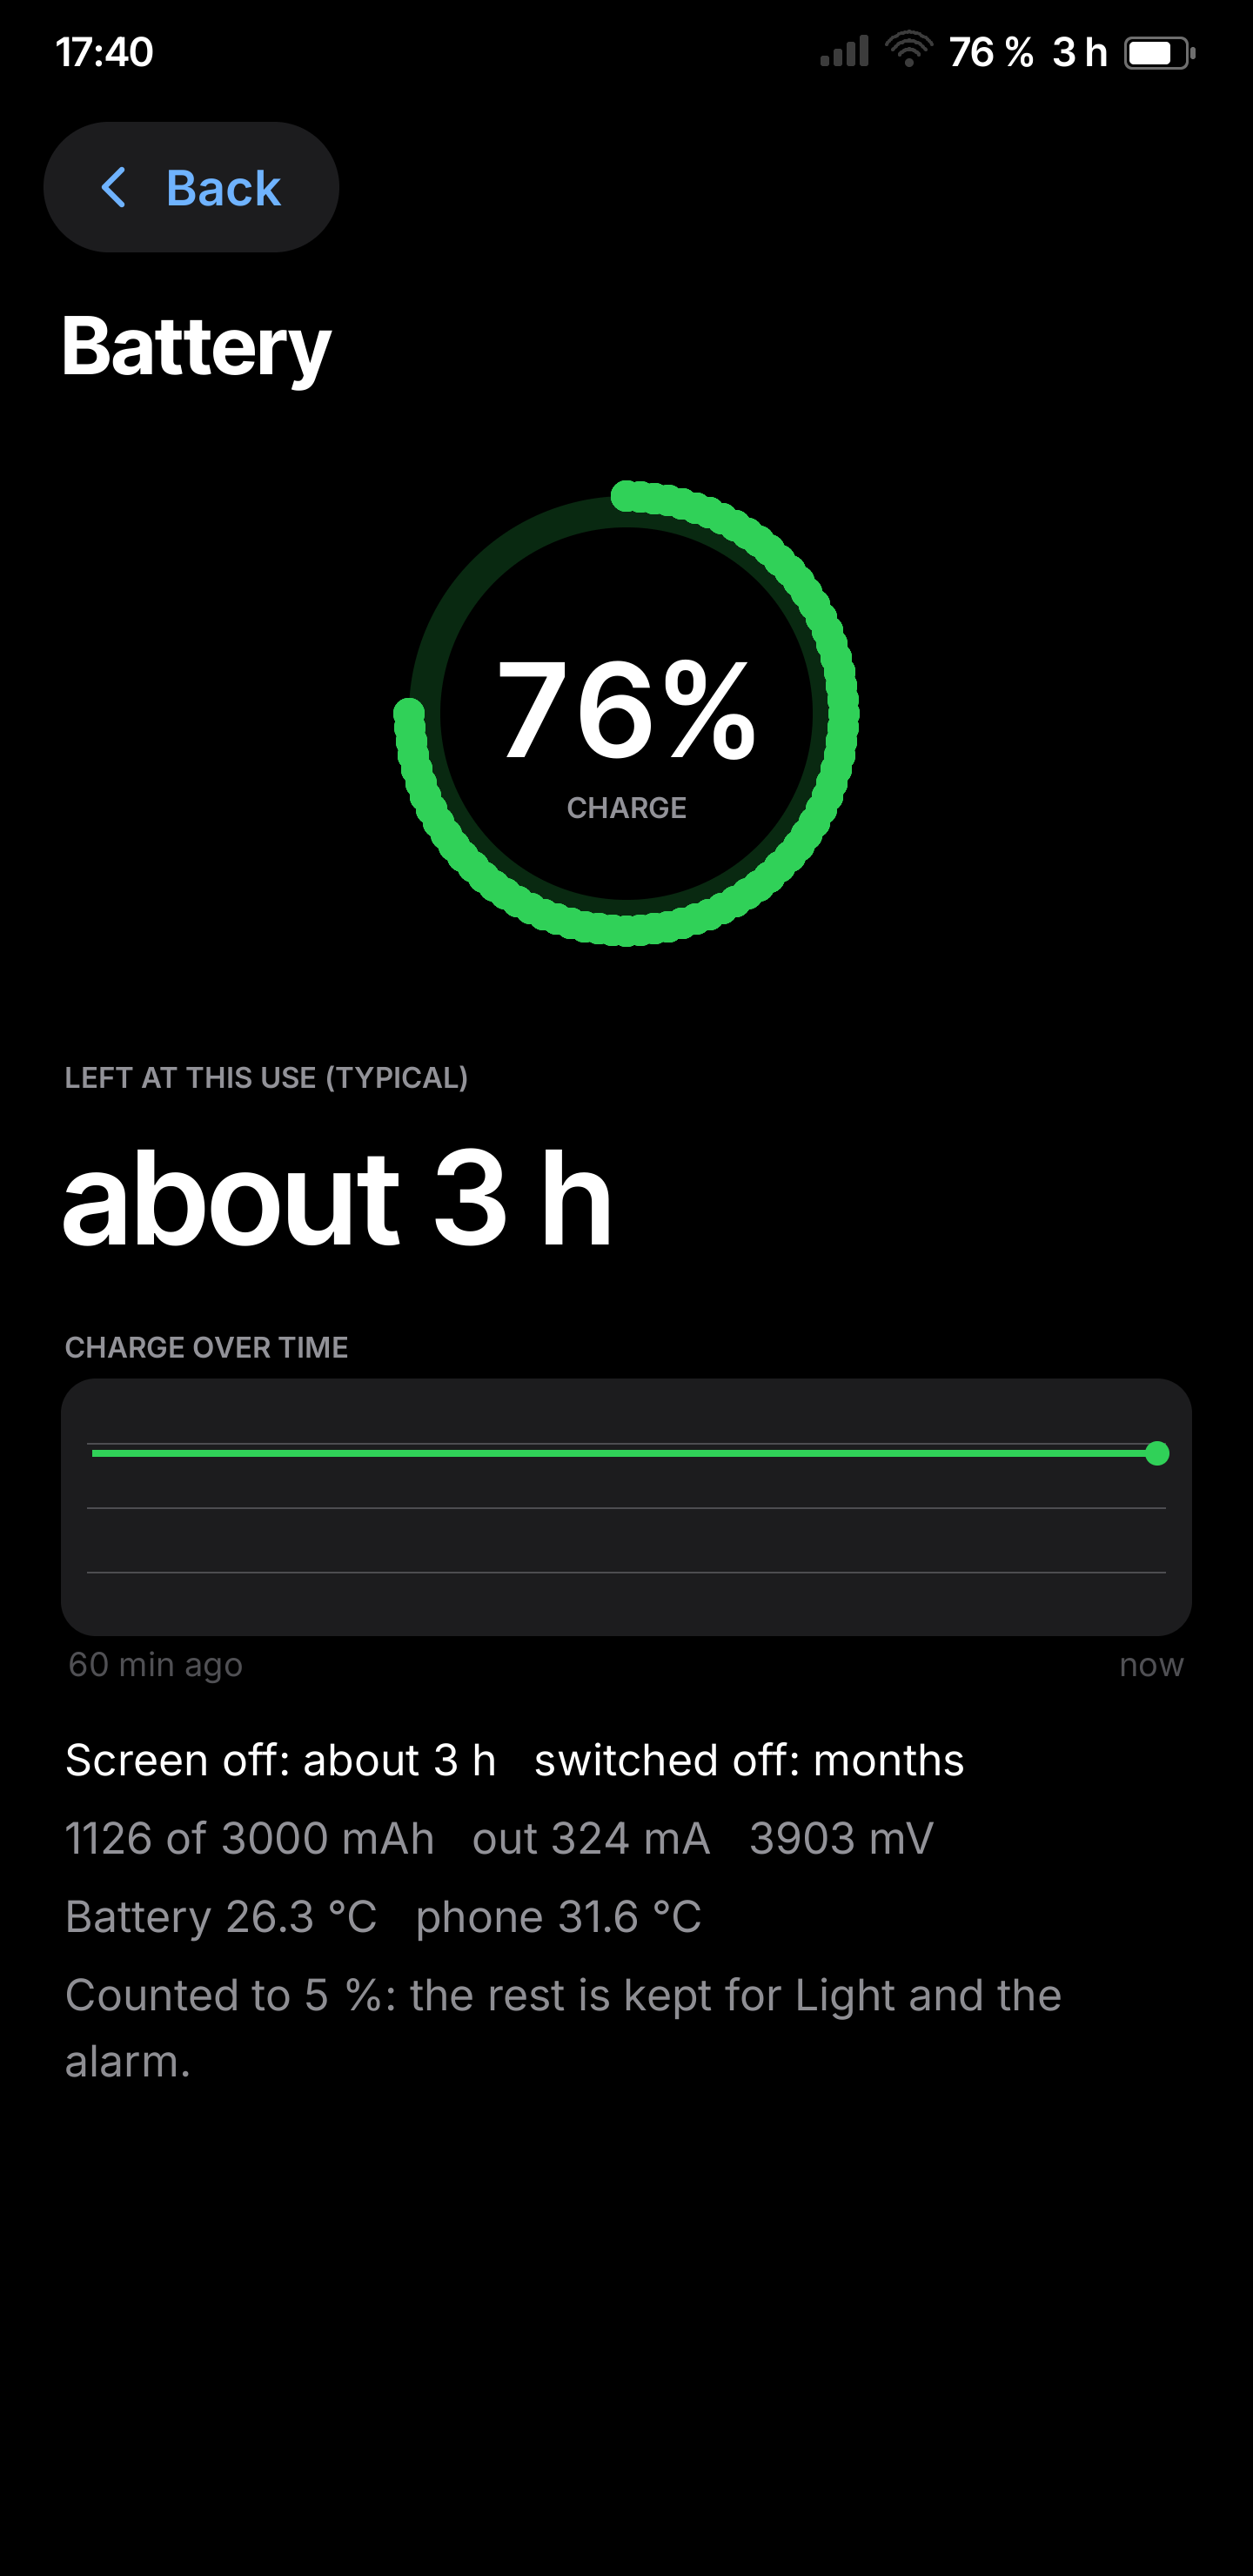 17:40
76 % 3 h
Back
Battery
76%
CHARGE
LEFT AT THIS USE (TYPICAL)
about 3 h
CHARGE OVER TIME
60 min ago
now
Screen off: about 3 h switched off: months
1126 of 3000 mAh out 324 mA 3903 mV
Battery 26.3 °C phone 31.6 °C
Counted to 5 %: the rest is kept for Light and the
alarm.